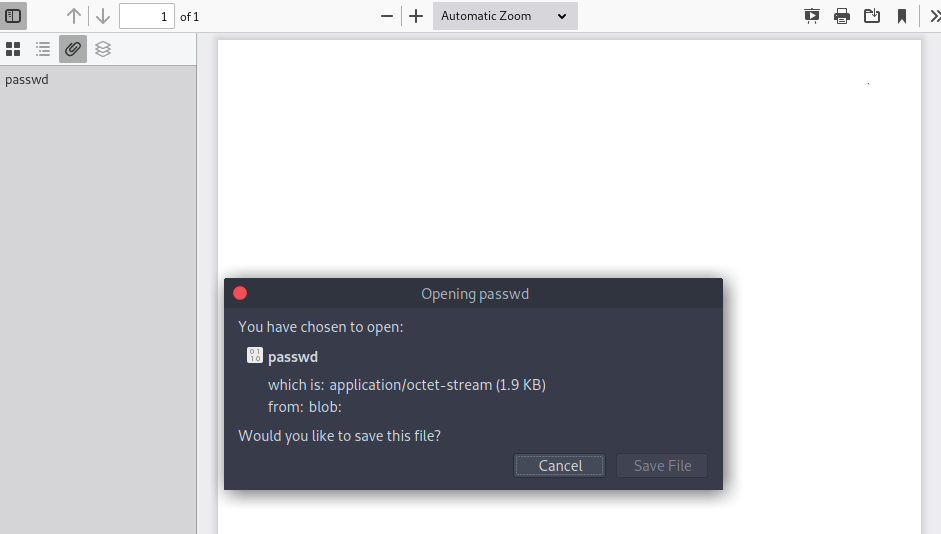 1 of 1
Automatic Zoom
passwd
Opening passwd
You have chosen to open:
passwd
which is: application/octet-stream (1.9 KB)
from: blob:
Would you like to save this file?
Cancel
Save File